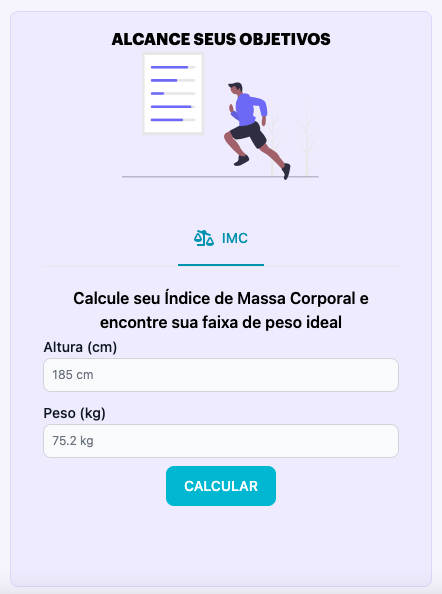 ALCANCE SEUS OBJETIVOS
IMC
Calcule seu Índice de Massa Corporal e
encontre sua faixa de peso ideal
Altura (cm)
185 cm
Peso (kg)
75.2 kg
CALCULAR